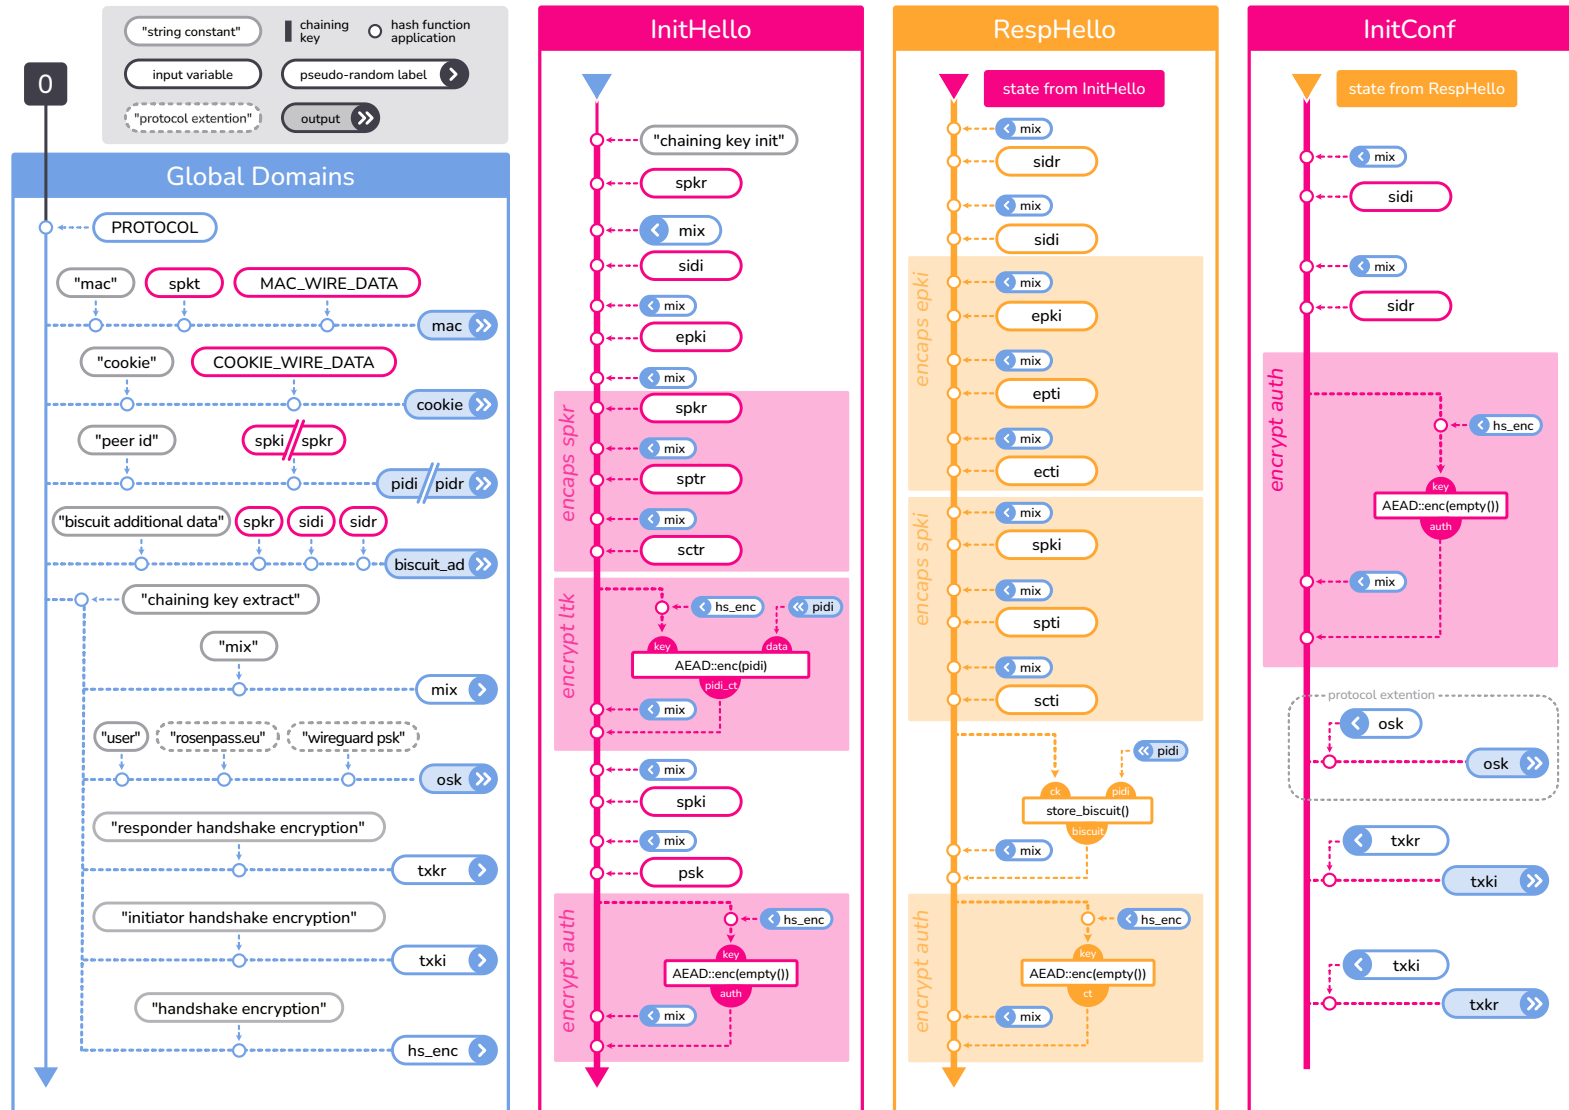 "string constant"
chaining
key
hash function
application
input variable
pseudo-random label
"protocol extention"
output
0
Global Domains
PROTOCOL
"mac"
spkt
MAC_WIRE_DATA
mac
"cookie"
COOKIE_WIRE_DATA
cookie
"peer id"
spki
spkr
pidi
pidr
"biscuit additional data"
spkr
sidi
sidr
biscuit_ad
"chaining key extract"
"mix"
mix
"user"
"rosenpass.eu"
"wireguard psk"
osk
"responder handshake encryption"
txkr
"initiator handshake encryption"
txki
"handshake encryption"
hs_enc
InitHello
"chaining key init"
spkr
mix
sidi
mix
epki
mix
encaps spkr
spkr
mix
sptr
mix
sctr
encrypt ltk
hs_enc
pidi
key
data
AEAD::enc(pidi)
pidi_ct
mix
mix
spki
mix
psk
encrypt auth
hs_enc
key
AEAD::enc(empty())
auth
mix
RespHello
state from InitHello
mix
sidr
mix
sidi
encaps epki
mix
epki
mix
epti
mix
ecti
encaps spki
mix
spki
mix
spti
mix
scti
pidi
ck
pidi
store_biscuit()
biscuit
mix
encrypt auth
hs_enc
key
AEAD::enc(empty())
ct
mix
InitConf
state from RespHello
mix
sidi
mix
sidr
encrypt auth
hs_enc
key
AEAD::enc(empty())
auth
mix
protocol extention
osk
osk
txkr
txki
txki
txkr